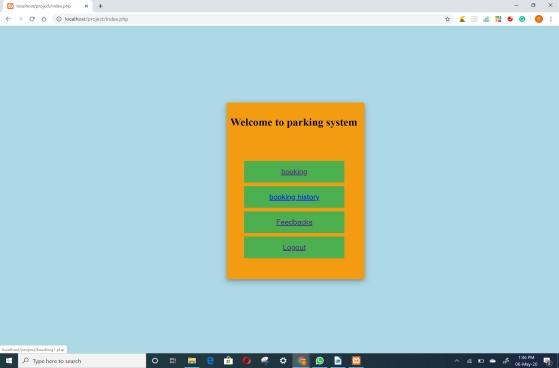 localhost/project/index.php
localhost/project/index.php
Welcome to parking system
booking
booking history
Feedbacks
Logout
localhost/project/booking1.php
Type here to search
1:46 PM
06-May-20